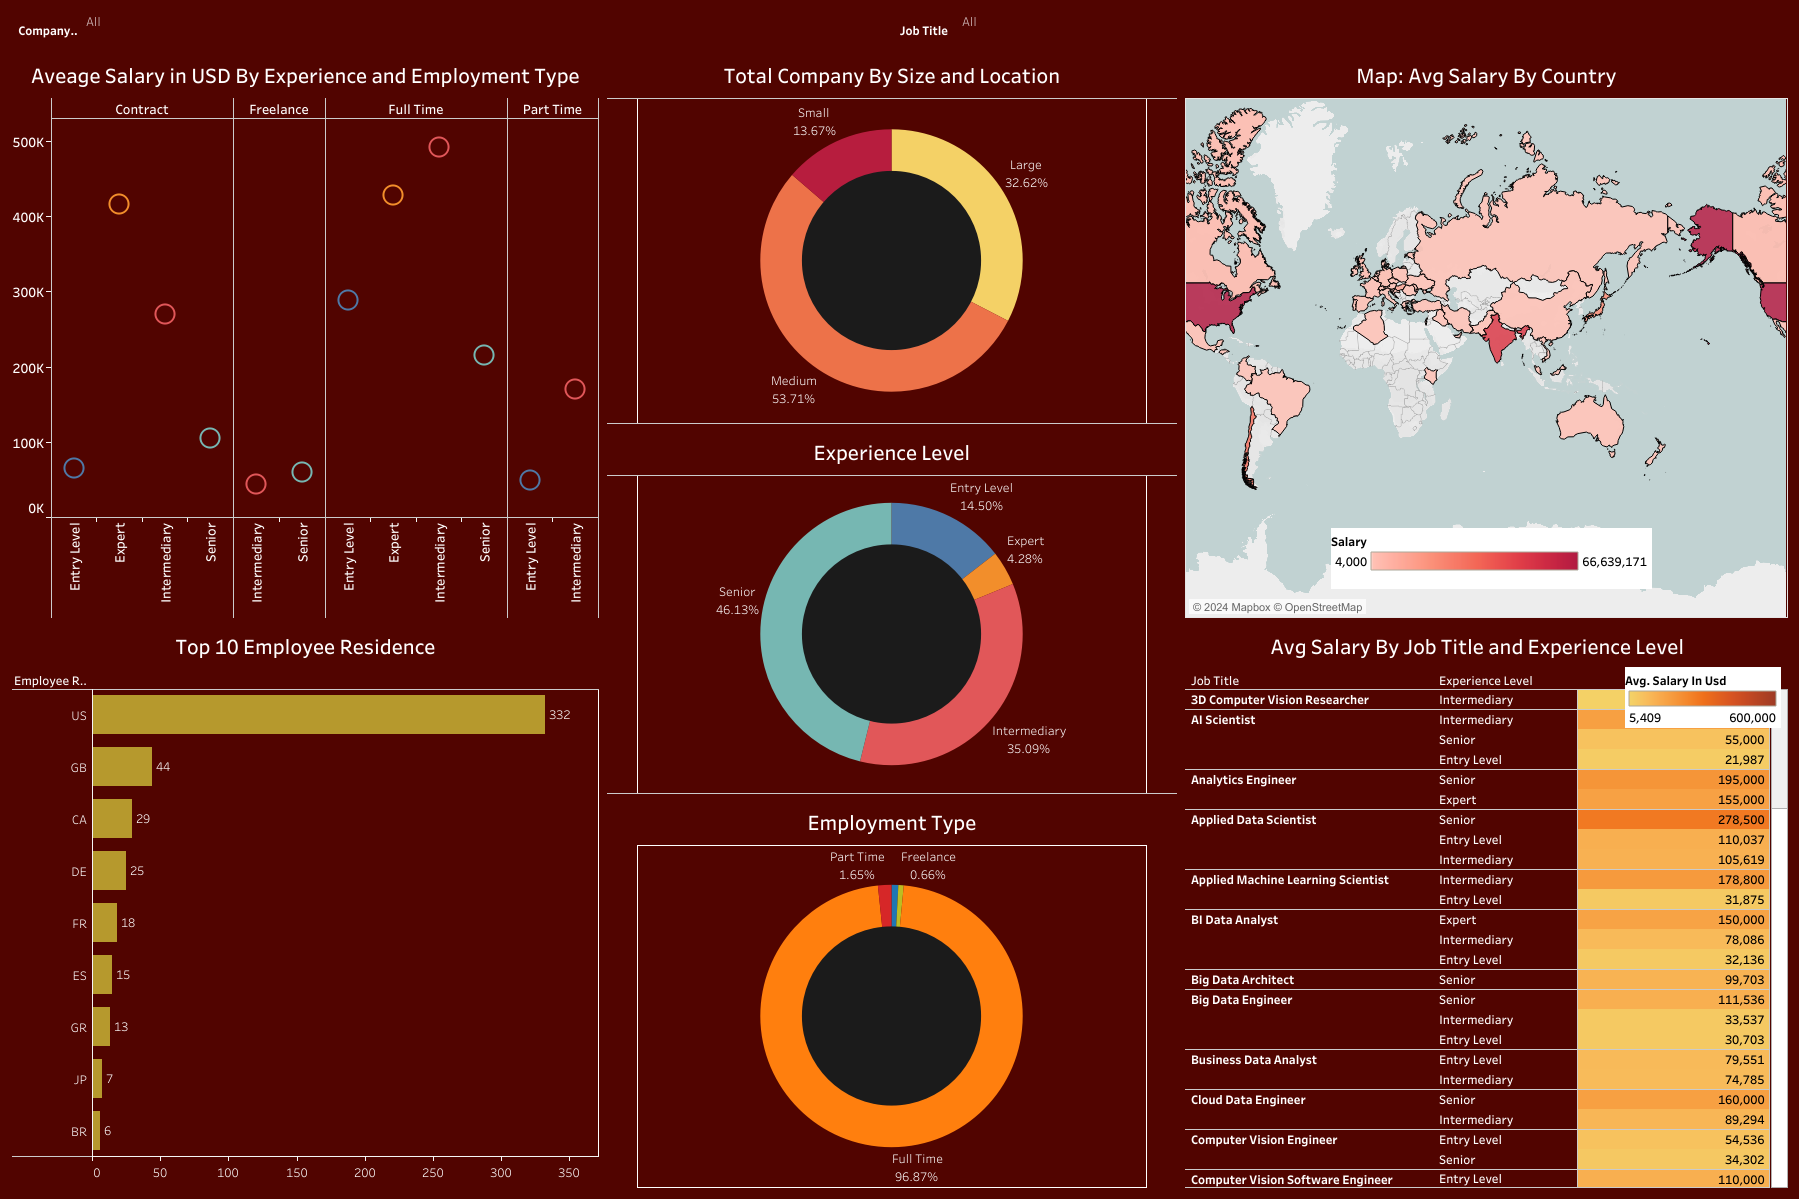 Company.. All
Job Title All
Aveage Salary in USD By Experience and Employment Type
Contract Freelance Full Time Part Time
500K
400K
300K
200K
100K
0K
Entry Level Expert Intermediary Senior Intermediary Senior Entry Level Expert Intermediary Senior Entry Level Intermediary
Top 10 Employee Residence
Employee R..
US 332
GB 44
CA 29
DE 25
FR 18
ES 15
GR 13
JP 7
BR 6
0 50 100 150 200 250 300 350
Total Company By Size and Location
Small
13.67%
Large
32.62%
Medium
53.71%
Experience Level
Entry Level
14.50%
Expert
4.28%
Senior
46.13%
Intermediary
35.09%
Employment Type
Part Time
1.65%
Freelance
0.66%
Full Time
96.87%
Map: Avg Salary By Country
Salary
4,000 66,639,171
© 2024 Mapbox © OpenStreetMap
Avg Salary By Job Title and Experience Level
Job Title Experience Level
Avg. Salary In Usd
5,409 600,000
3D Computer Vision Researcher Intermediary
AI Scientist Intermediary
Senior 55,000
Entry Level 21,987
Analytics Engineer Senior 195,000
Expert 155,000
Applied Data Scientist Senior 278,500
Entry Level 110,037
Intermediary 105,619
Applied Machine Learning Scientist Intermediary 178,800
Entry Level 31,875
BI Data Analyst Expert 150,000
Intermediary 78,086
Entry Level 32,136
Big Data Architect Senior 99,703
Big Data Engineer Senior 111,536
Intermediary 33,537
Entry Level 30,703
Business Data Analyst Entry Level 79,551
Intermediary 74,785
Cloud Data Engineer Senior 160,000
Intermediary 89,294
Computer Vision Engineer Entry Level 54,536
Senior 34,302
Computer Vision Software Engineer Entry Level 110,000